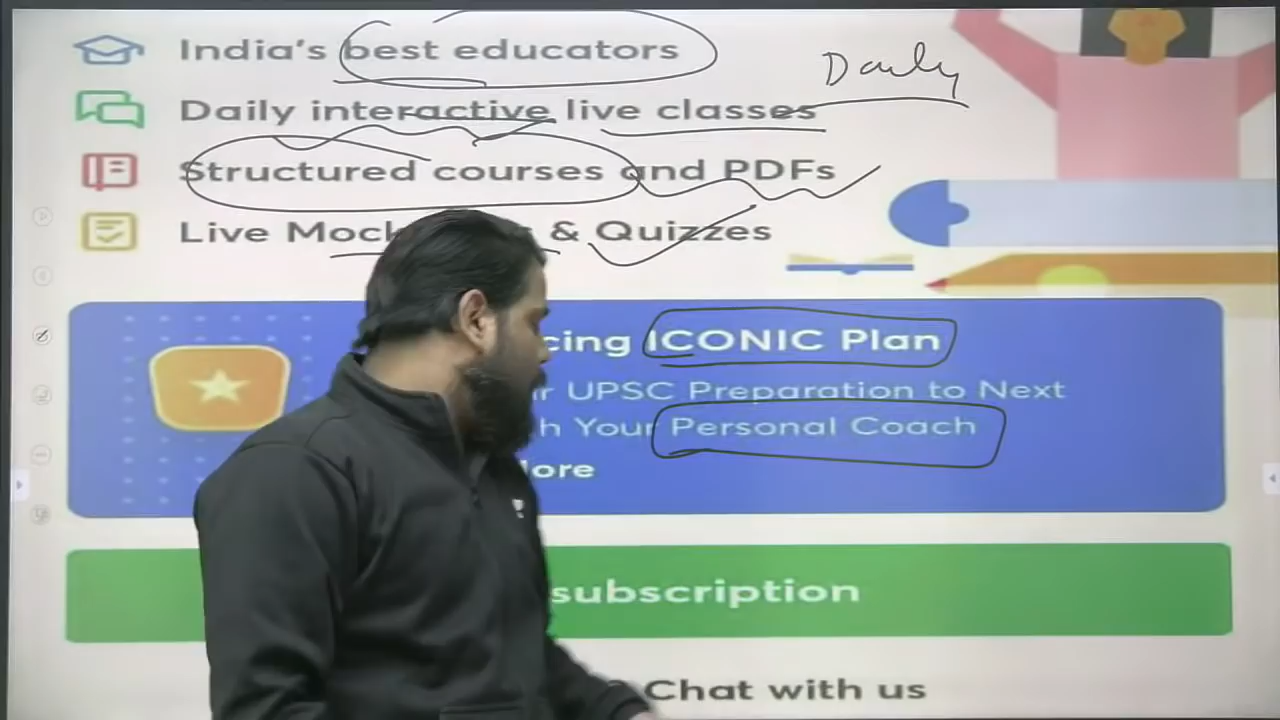 India's best educators
Daily
Daily interactive live classes
Structured courses and PDFs
Live & Quizzes
ICONIC Plan
UPSC Preparation to Next
Your Personal Coach
subscription
Chat with us